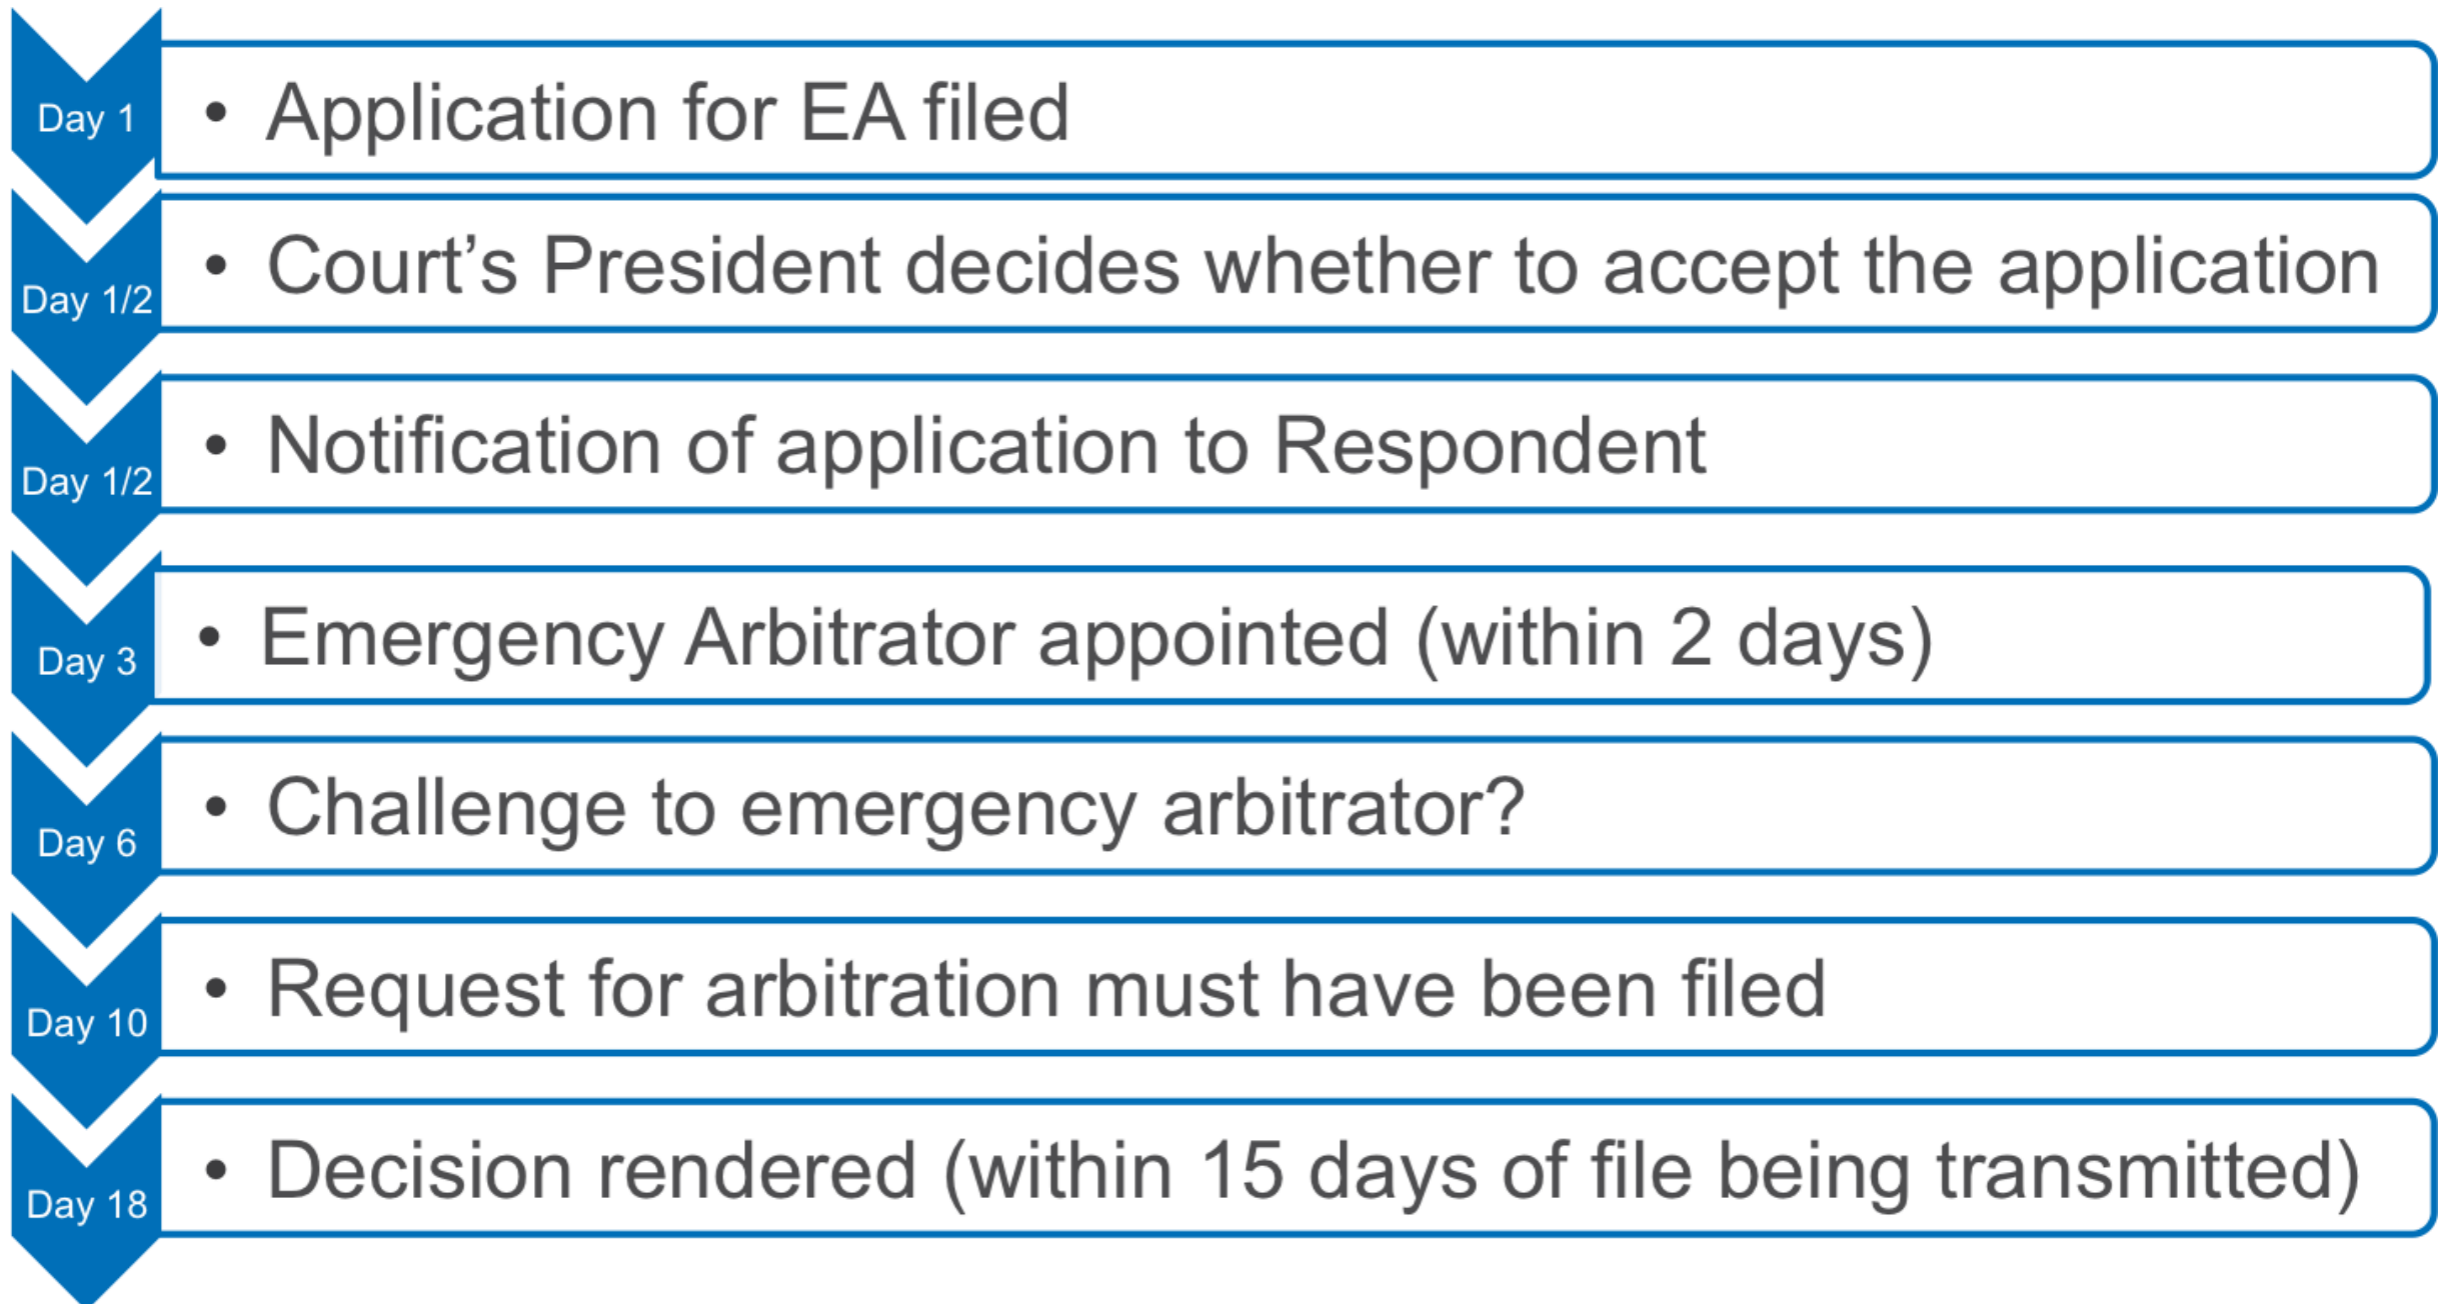 Day 1
• Application for EA filed
Day 1/2
• Court’s President decides whether to accept the application
Day 1/2
• Notification of application to Respondent
Day 3
• Emergency Arbitrator appointed (within 2 days)
Day 6
• Challenge to emergency arbitrator?
Day 10
• Request for arbitration must have been filed
Day 18
• Decision rendered (within 15 days of file being transmitted)